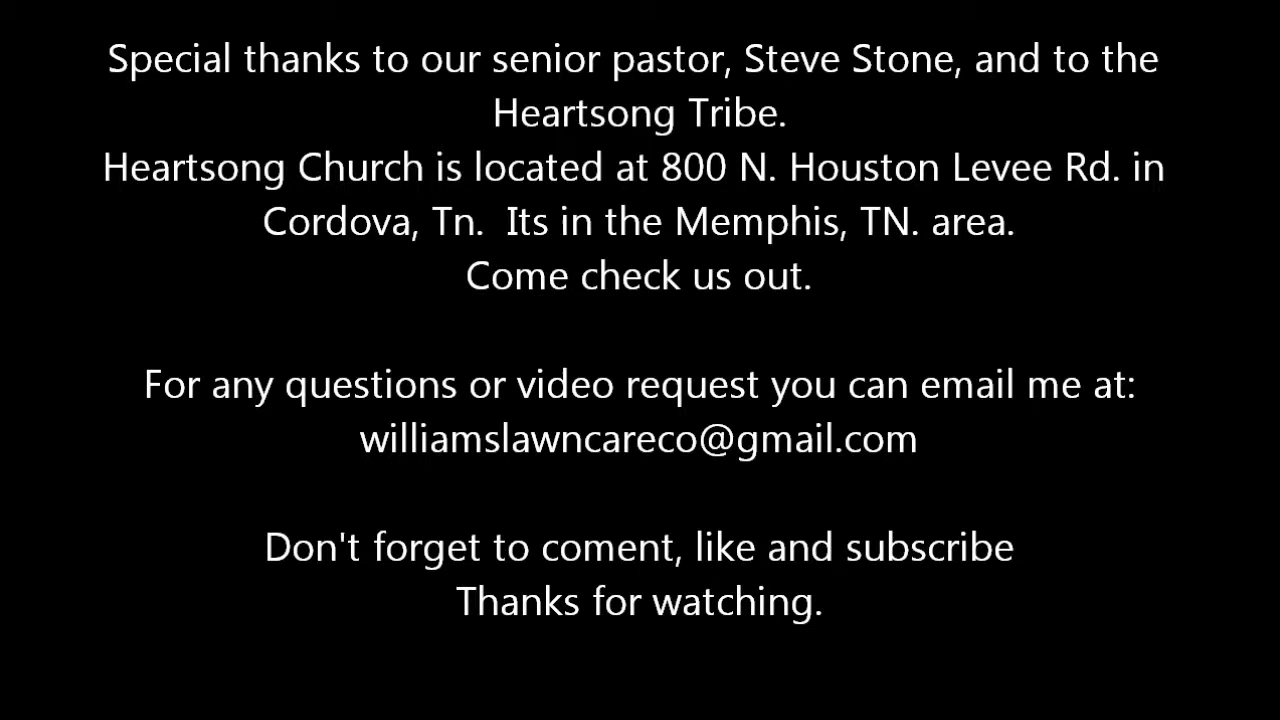 Special thanks to our senior pastor, Steve Stone, and to the
Heartsong Tribe.
Heartsong Church is located at 800 N. Houston Levee Rd. in
Cordova, Tn.  Its in the Memphis, TN. area.
Come check us out.
For any questions or video request you can email me at:
williamslawncareco@gmail.com
Don't forget to coment, like and subscribe
Thanks for watching.